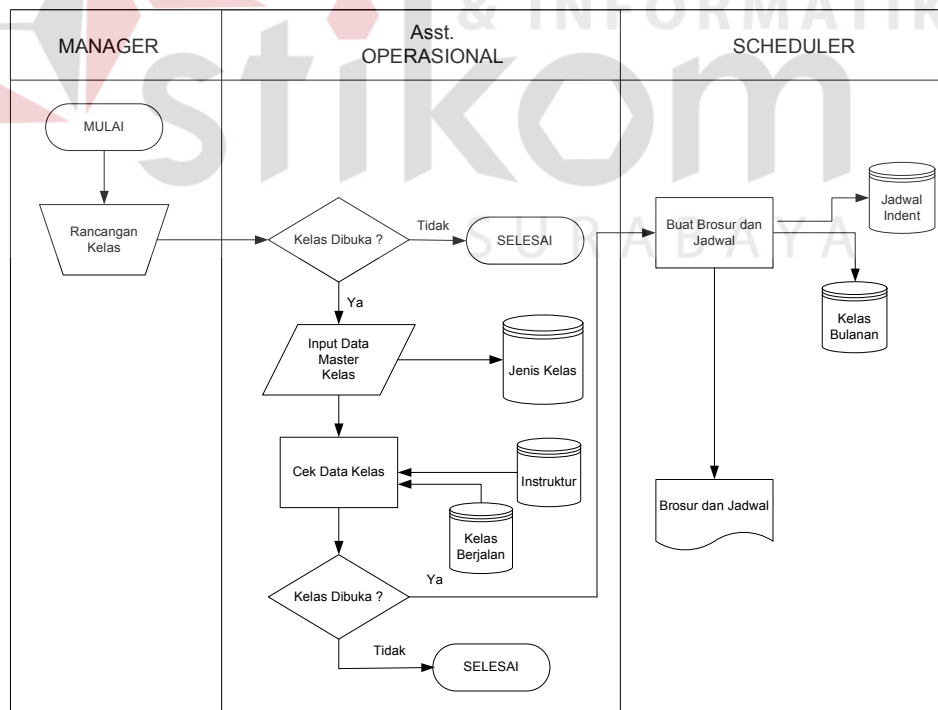 & INFORMATIK
stikom
SURABAYA
MANAGER
Asst.
OPERASIONAL
SCHEDULER
MULAI
Rancangan
Kelas
Kelas Dibuka ?
Tidak
SELESAI
Ya
Input Data
Master
Kelas
Jenis Kelas
Cek Data Kelas
Instruktur
Kelas
Berjalan
Kelas Dibuka ?
Ya
Tidak
SELESAI
Buat Brosur dan
Jadwal
Jadwal
Indent
Kelas
Bulanan
Brosur dan Jadwal